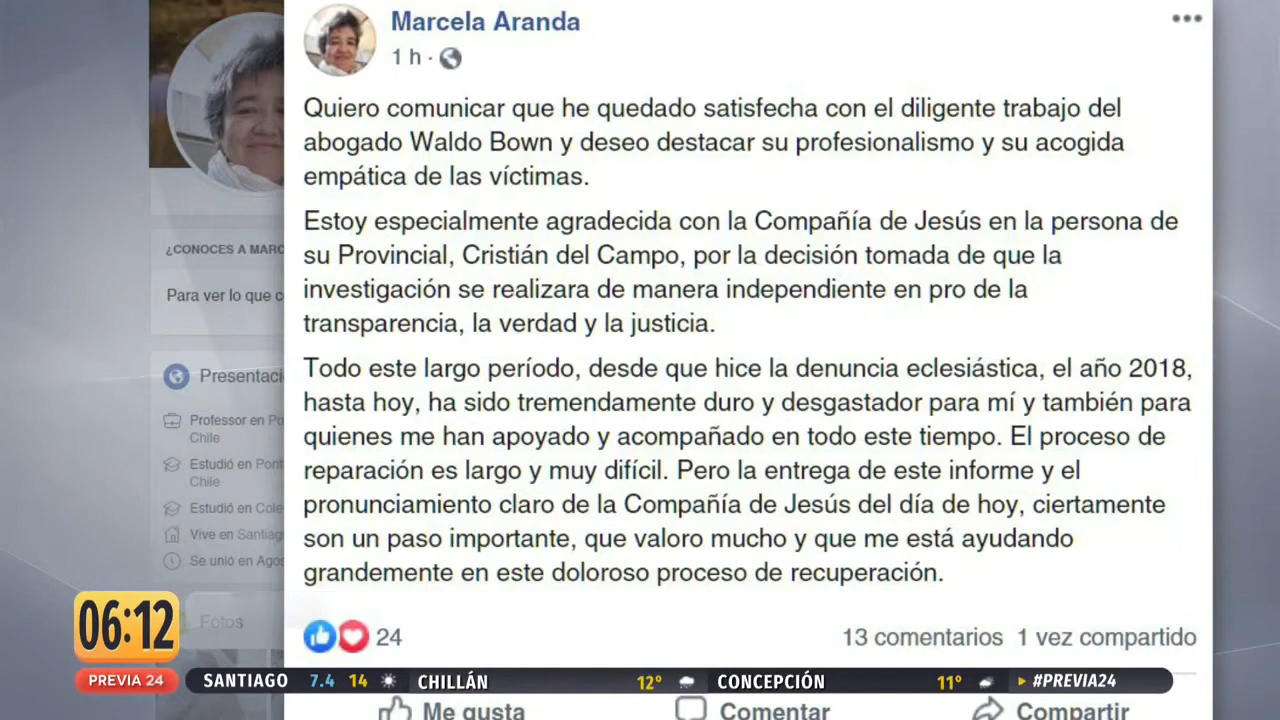 Marcela Aranda
1 h ·
Quiero comunicar que he quedado satisfecha con el diligente trabajo del
abogado Waldo Bown y deseo destacar su profesionalismo y su acogida
empática de las víctimas.
Estoy especialmente agradecida con la Compañía de Jesús en la persona de
su Provincial, Cristián del Campo, por la decisión tomada de que la
investigación se realizara de manera independiente en pro de la
transparencia, la verdad y la justicia.
Todo este largo período, desde que hice la denuncia eclesiástica, el año 2018,
hasta hoy, ha sido tremendamente duro y desgastador para mí y también para
quienes me han apoyado y acompañado en todo este tiempo. El proceso de
reparación es largo y muy difícil. Pero la entrega de este informe y el
pronunciamiento claro de la Compañía de Jesús del día de hoy, ciertamente
son un paso importante, que valoro mucho y que me está ayudando
grandemente en este doloroso proceso de recuperación.
24
13 comentarios 1 vez compartido
Me gusta Comentar Compartir
¿CONOCES A MARC
Para ver lo que c
Presentaci
Professor en Po
Chile
Estudió en Pont
Chile
Estudió en Cole
Vive en Santiag
Se unió en Agos
Fotos
06:12
PREVIA 24
SANTIAGO 7.4 14 CHILLÁN 12° CONCEPCIÓN 11° #PREVIA24